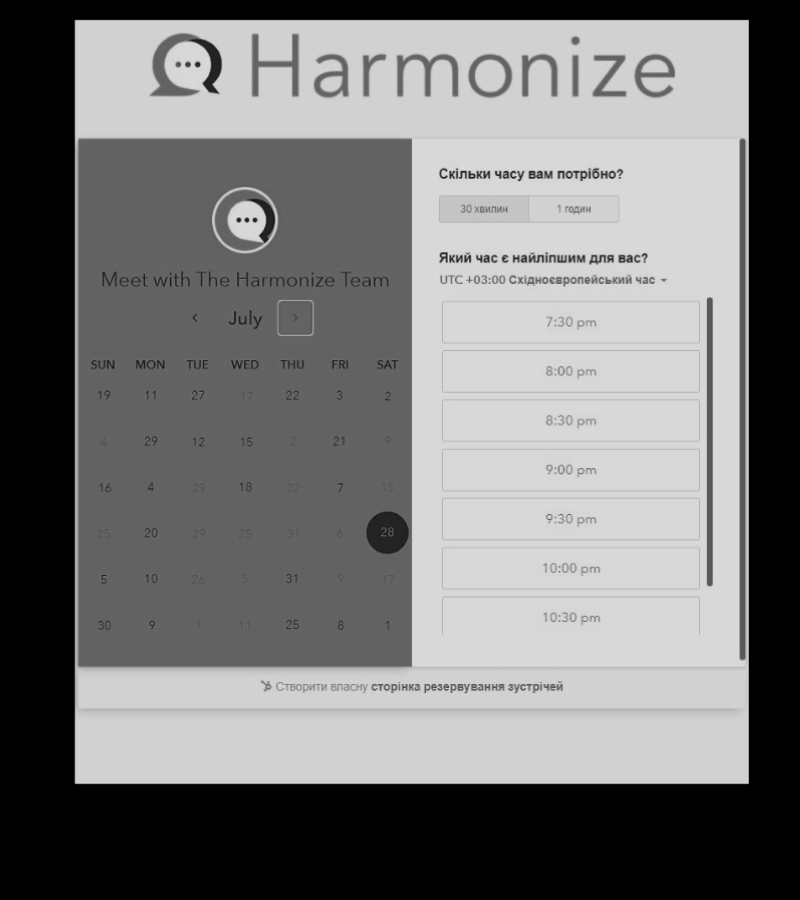 Harmonize
Meet with The Harmonize Team
July
SUN MON TUE WED THU FRI SAT
19 11 27 17 22 3 2
4 29 12 15 2 21 9
16 4 29 18 22 7 15
25 20 29 25 31 6 28
5 10 26 5 31 9 17
30 9 1 11 25 8 1
Скільки часу вам потрібно?
30 хвилин 1 годин
Який час є найліпшим для вас?
UTC +03:00 Східноєвропейський час
7:30 pm
8:00 pm
8:30 pm
9:00 pm
9:30 pm
10:00 pm
10:30 pm
Створити власну сторінка резервування зустрічей